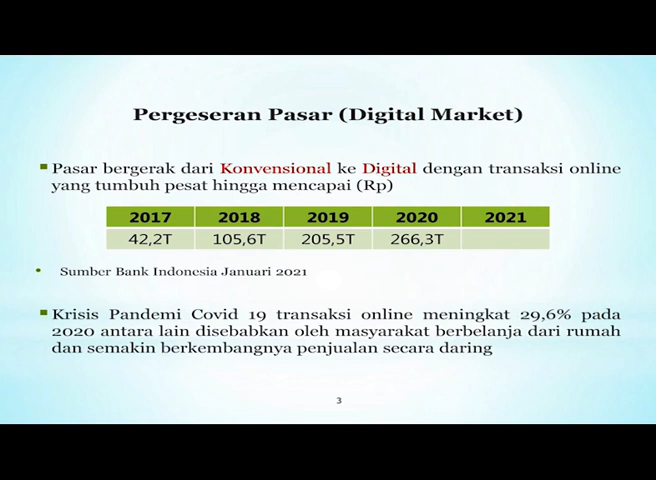 Pergeseran Pasar (Digital Market)
Pasar bergerak dari Konvensional ke Digital dengan transaksi online
yang tumbuh pesat hingga mencapai (Rp)
2017 2018 2019 2020 2021
42,2T 105,6T 205,5T 266,3T
Sumber Bank Indonesia Januari 2021
Krisis Pandemi Covid 19 transaksi online meningkat 29,6% pada
2020 antara lain disebabkan oleh masyarakat berbelanja dari rumah
dan semakin berkembangnya penjualan secara daring
3